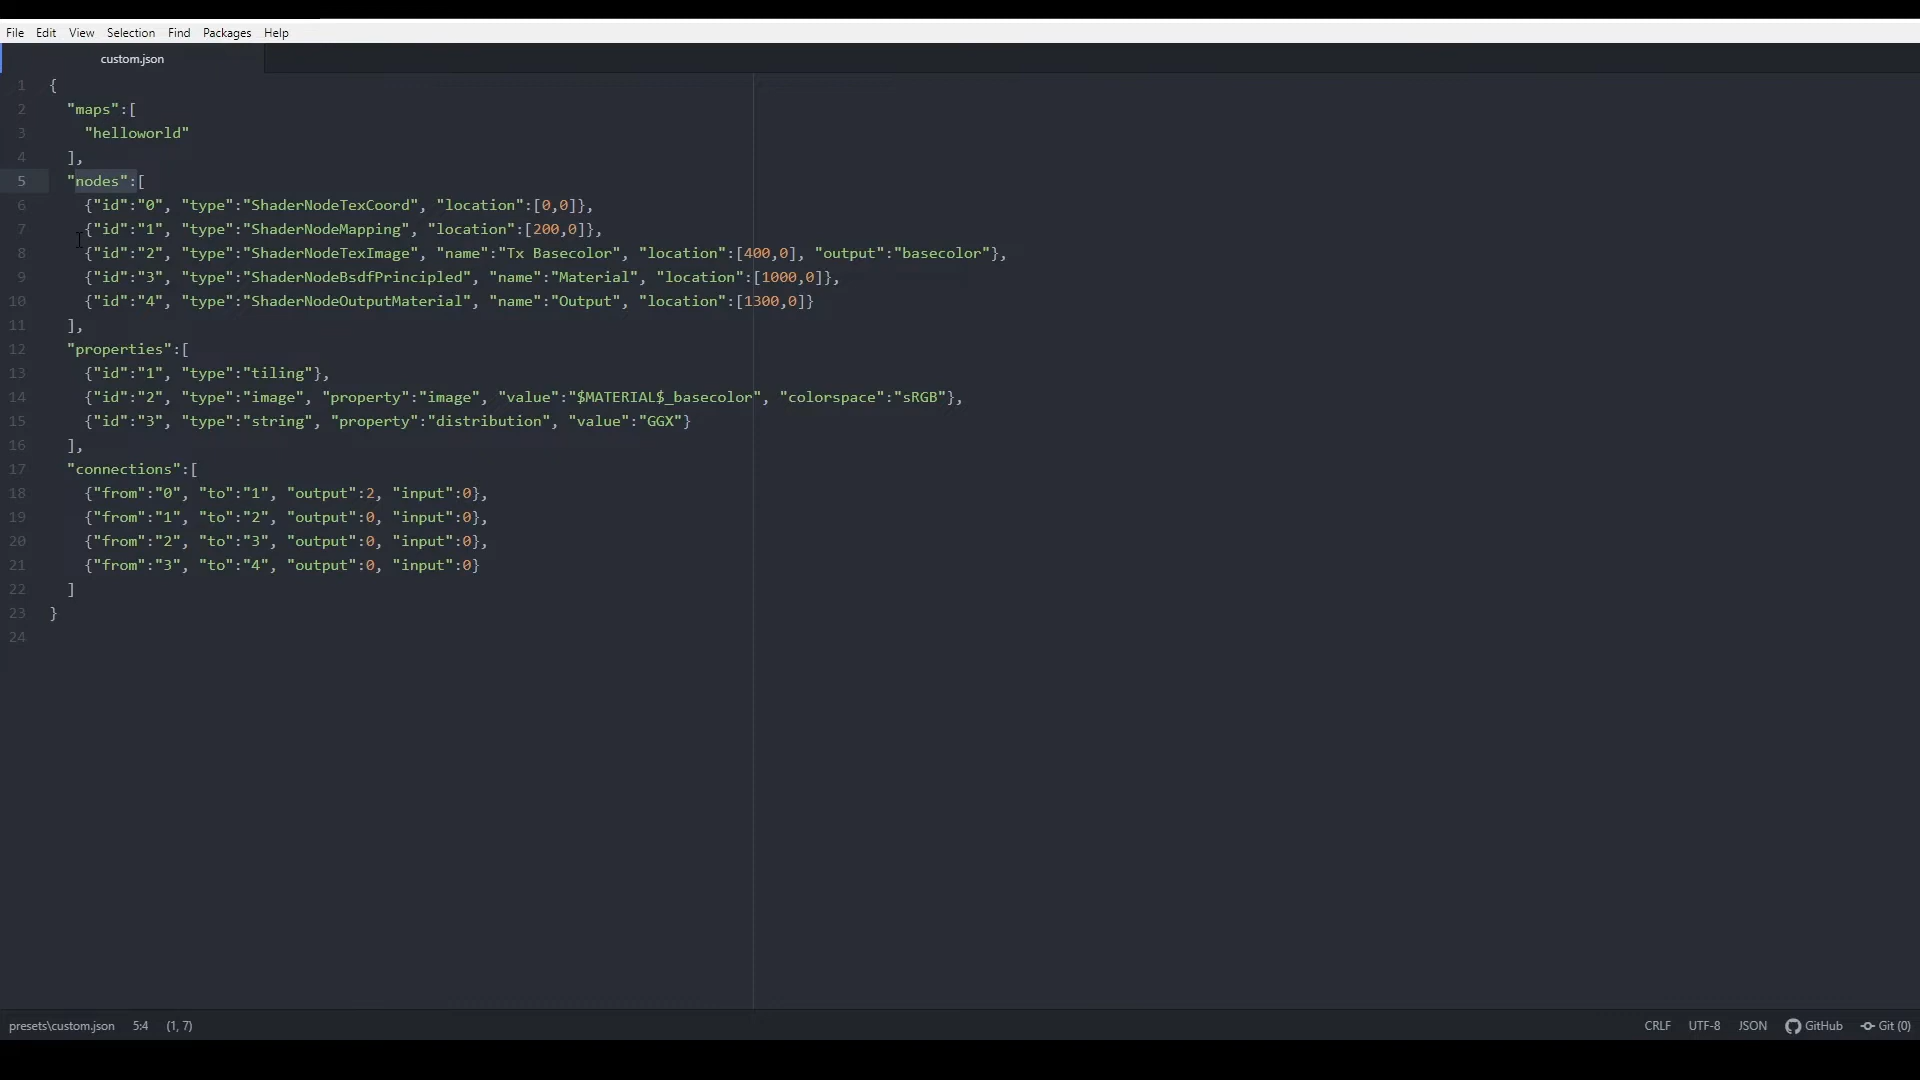 File Edit View Selection Find Packages Help
custom.json
1 {
2 "maps":[
3 "helloworld"
4 ],
5 "nodes":[
6 {"id":"0", "type":"ShaderNodeTexCoord", "location":[0,0]},
7 {"id":"1", "type":"ShaderNodeMapping", "location":[200,0]},
8 {"id":"2", "type":"ShaderNodeTexImage", "name":"Tx Basecolor", "location":[400,0], "output":"basecolor"},
9 {"id":"3", "type":"ShaderNodeBsdfPrincipled", "name":"Material", "location":[1000,0]},
10 {"id":"4", "type":"ShaderNodeOutputMaterial", "name":"Output", "location":[1300,0]}
11 ],
12 "properties":[
13 {"id":"1", "type":"tiling"},
14 {"id":"2", "type":"image", "property":"image", "value":"$MATERIAL$_basecolor", "colorspace":"sRGB"},
15 {"id":"3", "type":"string", "property":"distribution", "value":"GGX"}
16 ],
17 "connections":[
18 {"from":"0", "to":"1", "output":2, "input":0},
19 {"from":"1", "to":"2", "output":0, "input":0},
20 {"from":"2", "to":"3", "output":0, "input":0},
21 {"from":"3", "to":"4", "output":0, "input":0}
22 ]
23 }
24
presets\custom.json 5:4 (1, 7) CRLF UTF-8 JSON GitHub Git (0)